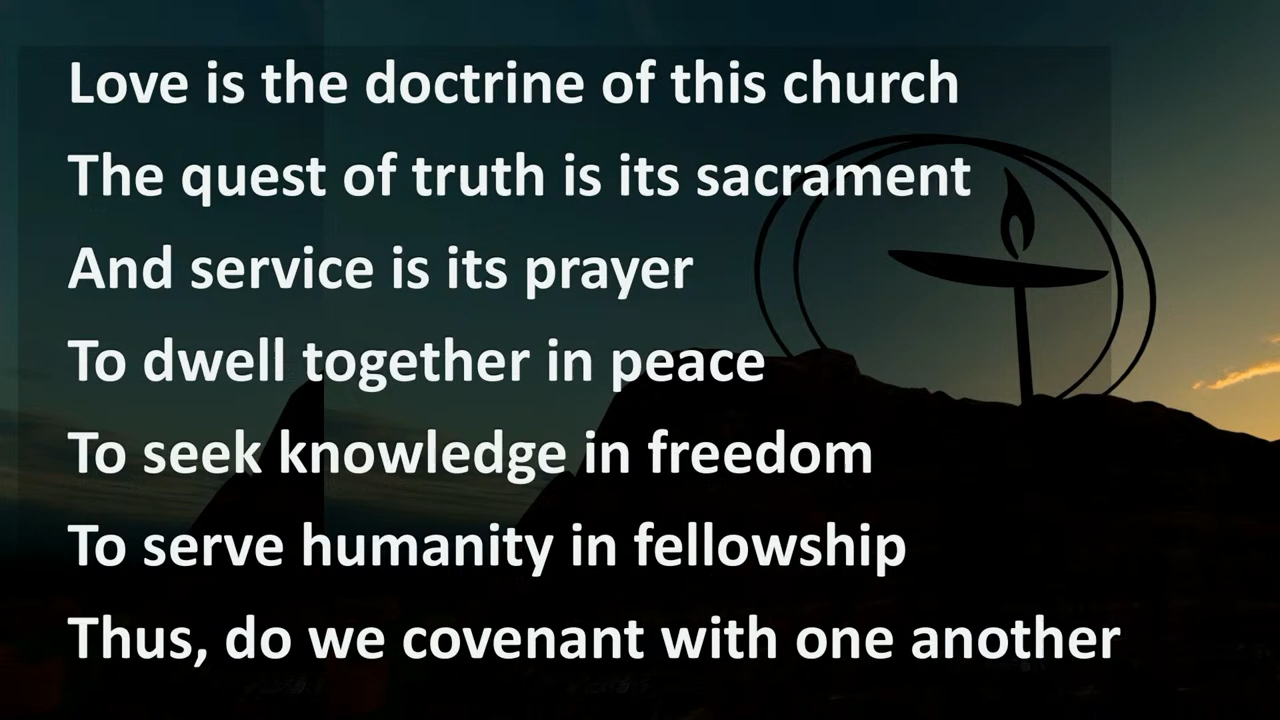 Love is the doctrine of this church
The quest of truth is its sacrament
And service is its prayer
To dwell together in peace
To seek knowledge in freedom
To serve humanity in fellowship
Thus, do we covenant with one another